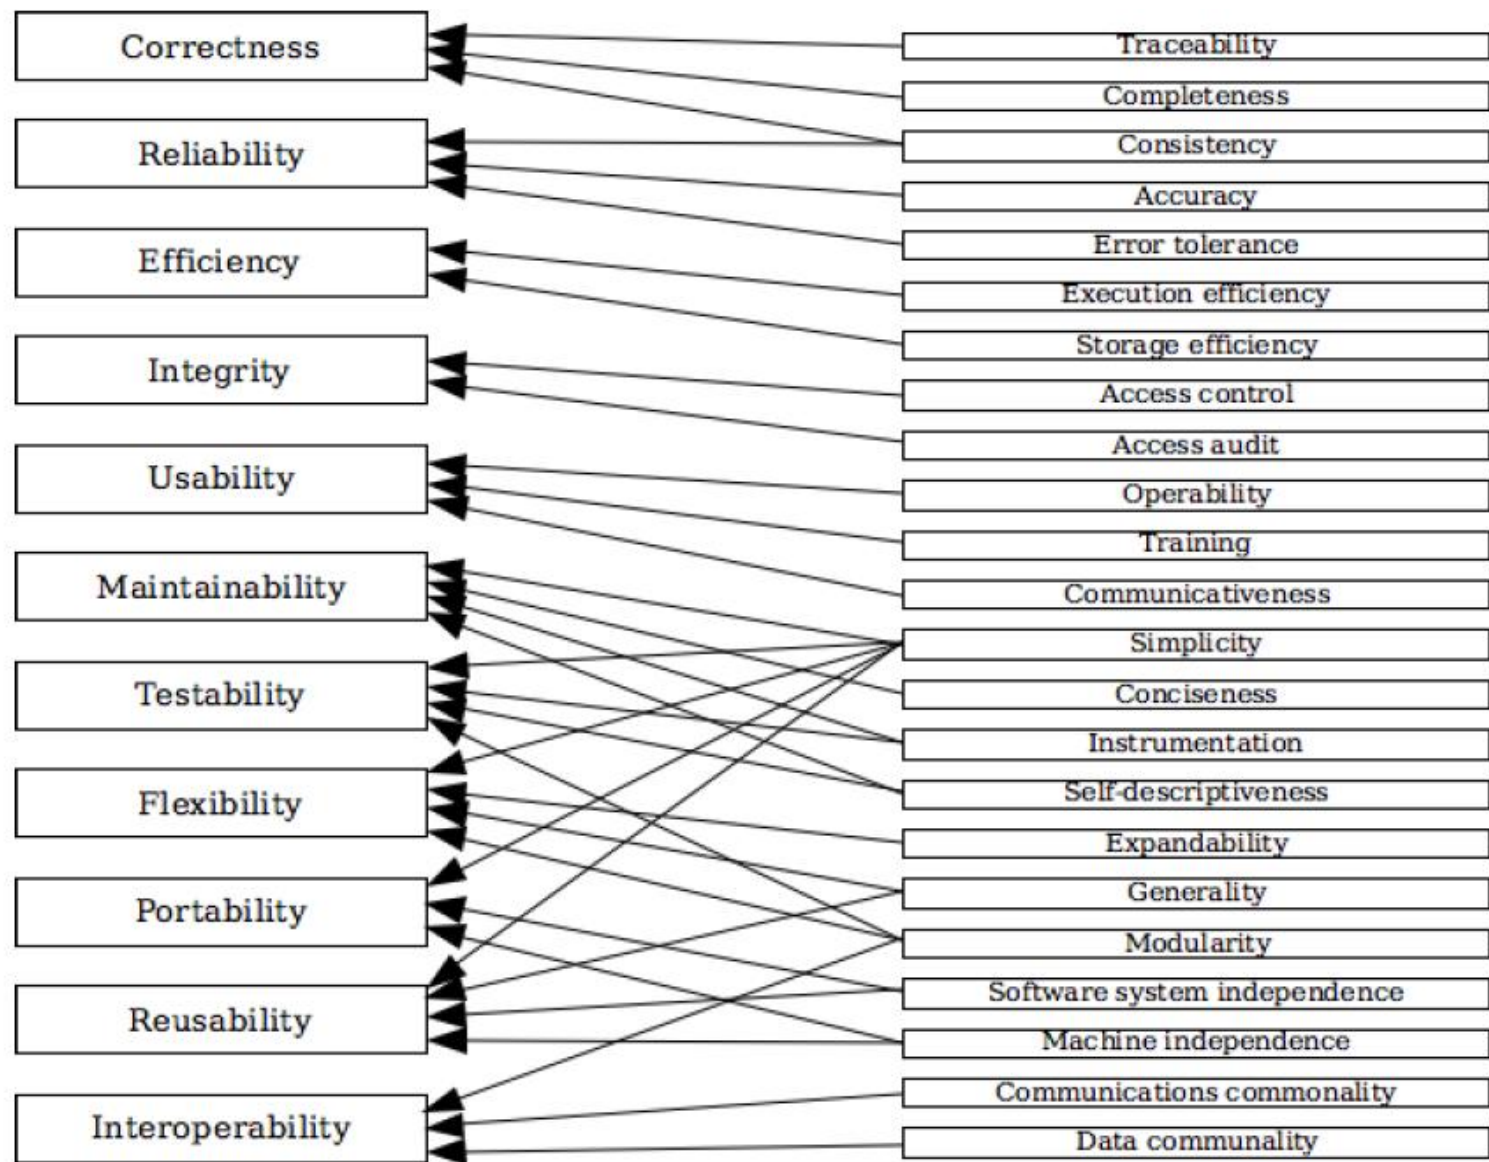 Correctness
Reliability
Efficiency
Integrity
Usability
Maintainability
Testability
Flexibility
Portability
Reusability
Interoperability
Traceability
Completeness
Consistency
Accuracy
Error tolerance
Execution efficiency
Storage efficiency
Access control
Access audit
Operability
Training
Communicativeness
Simplicity
Conciseness
Instrumentation
Self-descriptiveness
Expandability
Generality
Modularity
Software system independence
Machine independence
Communications commonality
Data communality